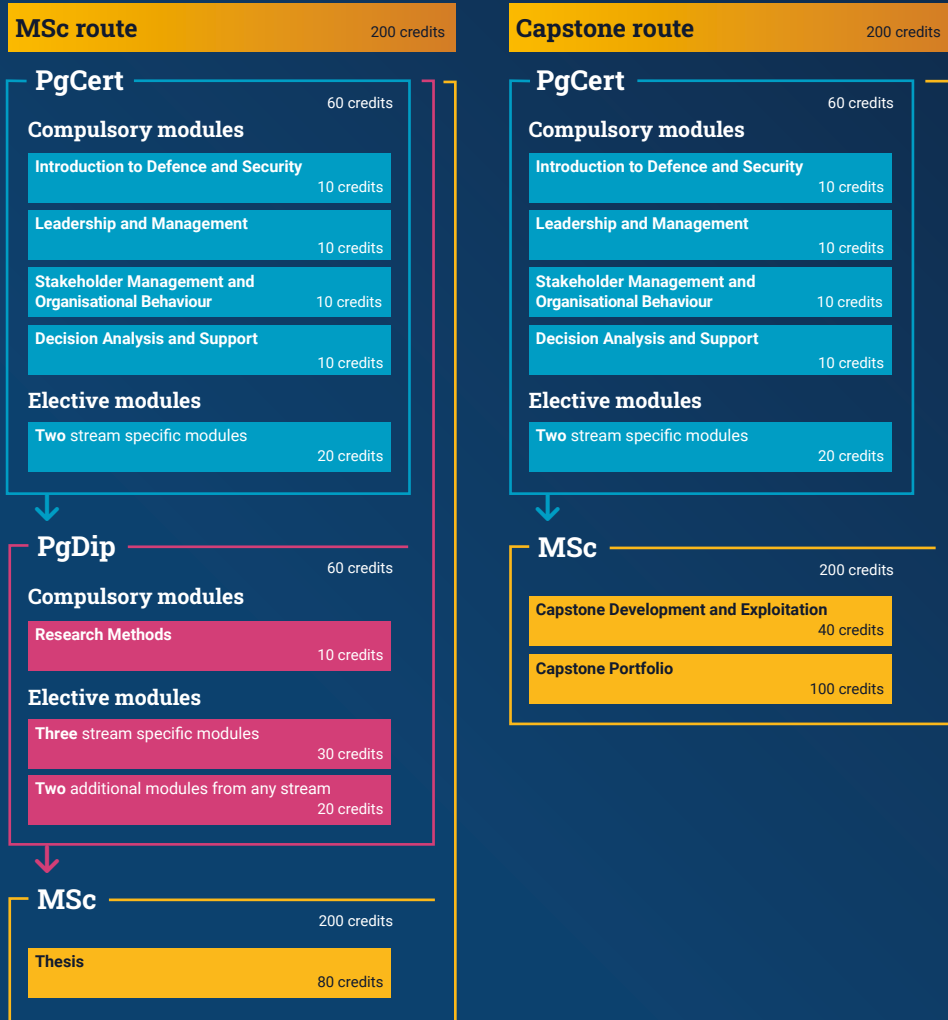 MSc route
200 credits
PgCert
60 credits
Compulsory modules
Introduction to Defence and Security
10 credits
Leadership and Management
10 credits
Stakeholder Management and
Organisational Behaviour 10 credits
Decision Analysis and Support
10 credits
Elective modules
Two stream specific modules
20 credits
PgDip
60 credits
Compulsory modules
Research Methods
10 credits
Elective modules
Three stream specific modules
30 credits
Two additional modules from any stream
20 credits
MSc
200 credits
Thesis
80 credits
Capstone route
200 credits
PgCert
60 credits
Compulsory modules
Introduction to Defence and Security
10 credits
Leadership and Management
10 credits
Stakeholder Management and
Organisational Behaviour 10 credits
Decision Analysis and Support
10 credits
Elective modules
Two stream specific modules
20 credits
MSc
200 credits
Capstone Development and Exploitation
40 credits
Capstone Portfolio
100 credits